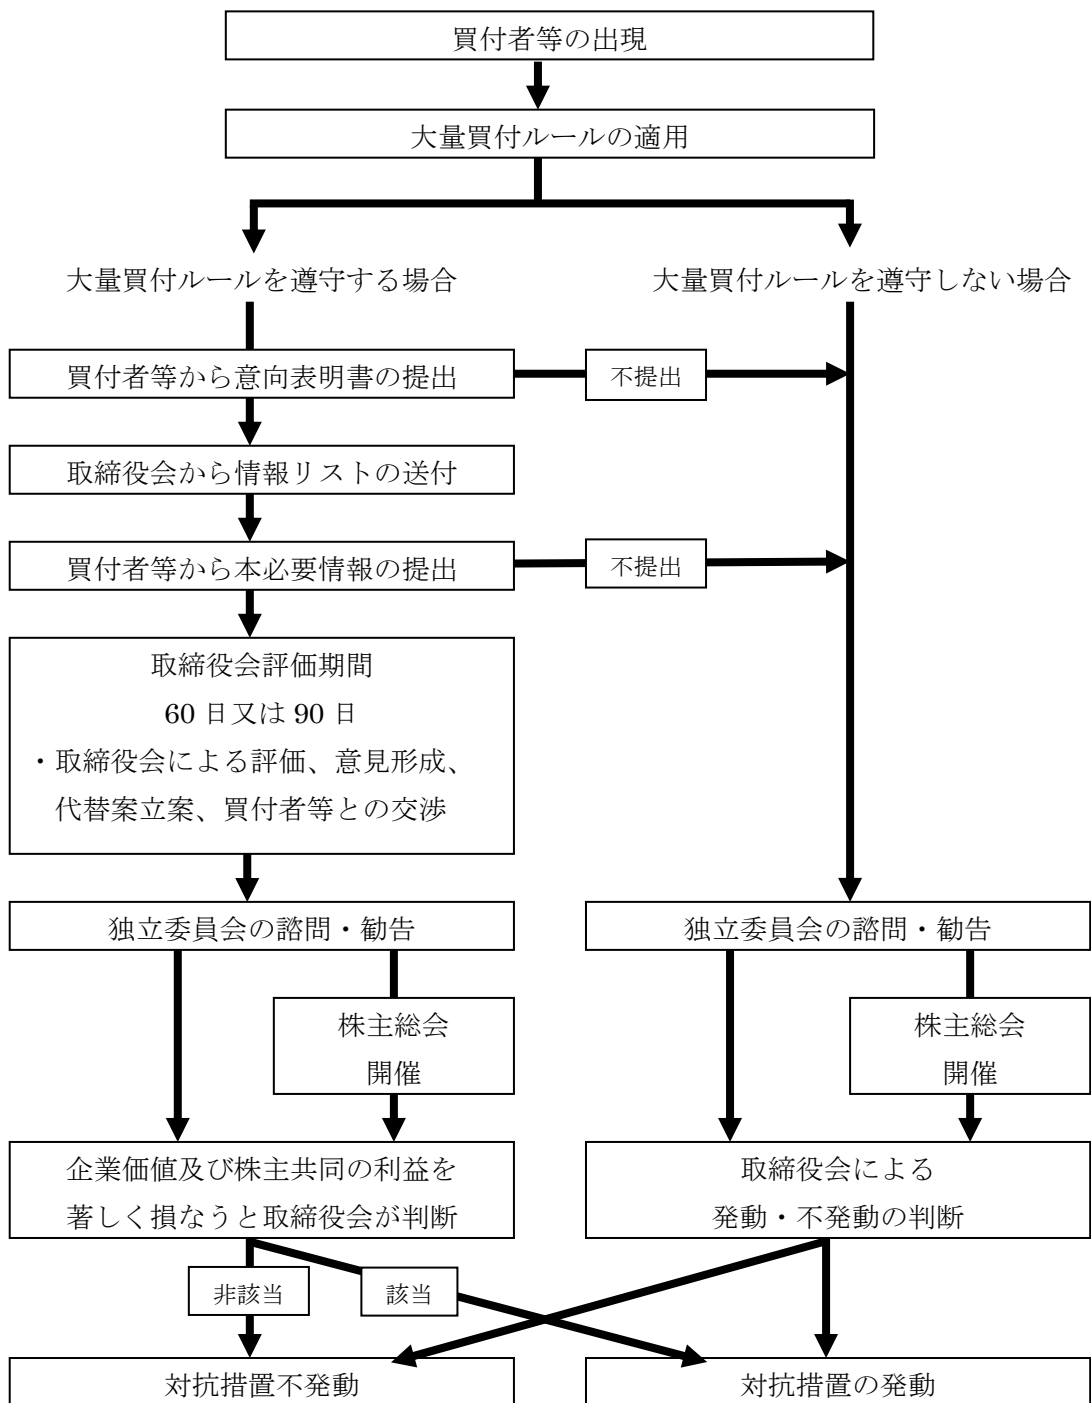 買付者等の出現
大量買付ルールの適用
大量買付ルールを遵守する場合
大量買付ルールを遵守しない場合
買付者等から意向表明書の提出
不提出
取締役会から情報リストの送付
買付者等から本必要情報の提出
不提出
取締役会評価期間
60 日又は 90 日
・取締役会による評価、意見形成、
代替案立案、買付者等との交渉
独立委員会の諮問・勧告
独立委員会の諮問・勧告
株主総会
開催
株主総会
開催
企業価値及び株主共同の利益を
著しく損なうと取締役会が判断
取締役会による
発動・不発動の判断
非該当
該当
対抗措置不発動
対抗措置の発動